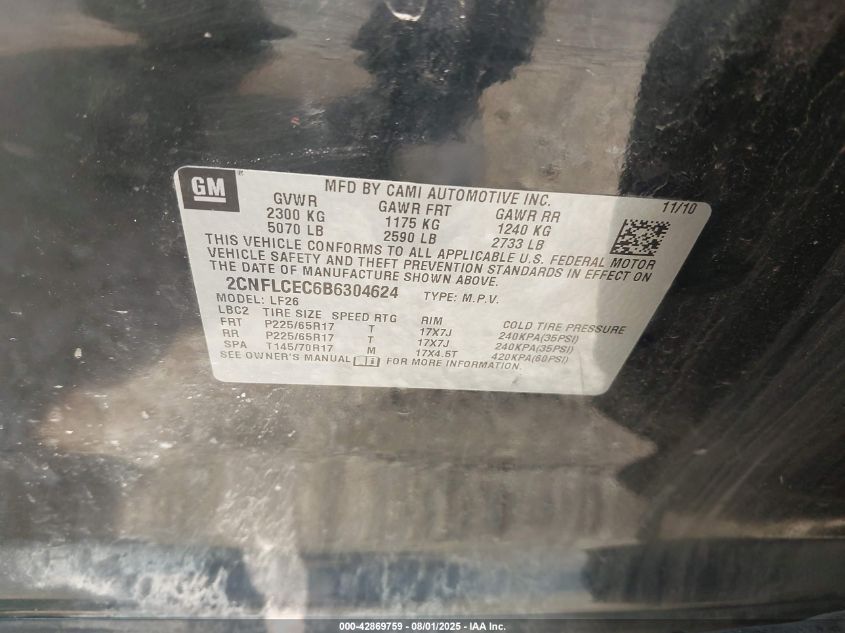 GM
MFD BY CAMI AUTOMOTIVE INC.
11/10
GVWR GAWR FRT GAWR RR
2300 KG 1175 KG 1240 KG
5070 LB 2590 LB 2733 LB
THIS VEHICLE CONFORMS TO ALL APPLICABLE U.S. FEDERAL MOTOR
VEHICLE SAFETY AND THEFT PREVENTION STANDARDS IN EFFECT ON
THE DATE OF MANUFACTURE SHOWN ABOVE.
2CNFLCEC6B6304624 TYPE: M.P.V.
MODEL: LF26
LBC2 TIRE SIZE SPEED RTG RIM COLD TIRE PRESSURE
FRT P225/65R17 T 17X7J 240KPA(35PSI)
RR P225/65R17 T 17X7J 240KPA(35PSI)
SPA T145/70R17 M 17X4.5T 420KPA(60PSI)
SEE OWNER'S MANUAL FOR MORE INFORMATION.
000-42869759 | 08/01/2025 - IAA Inc.